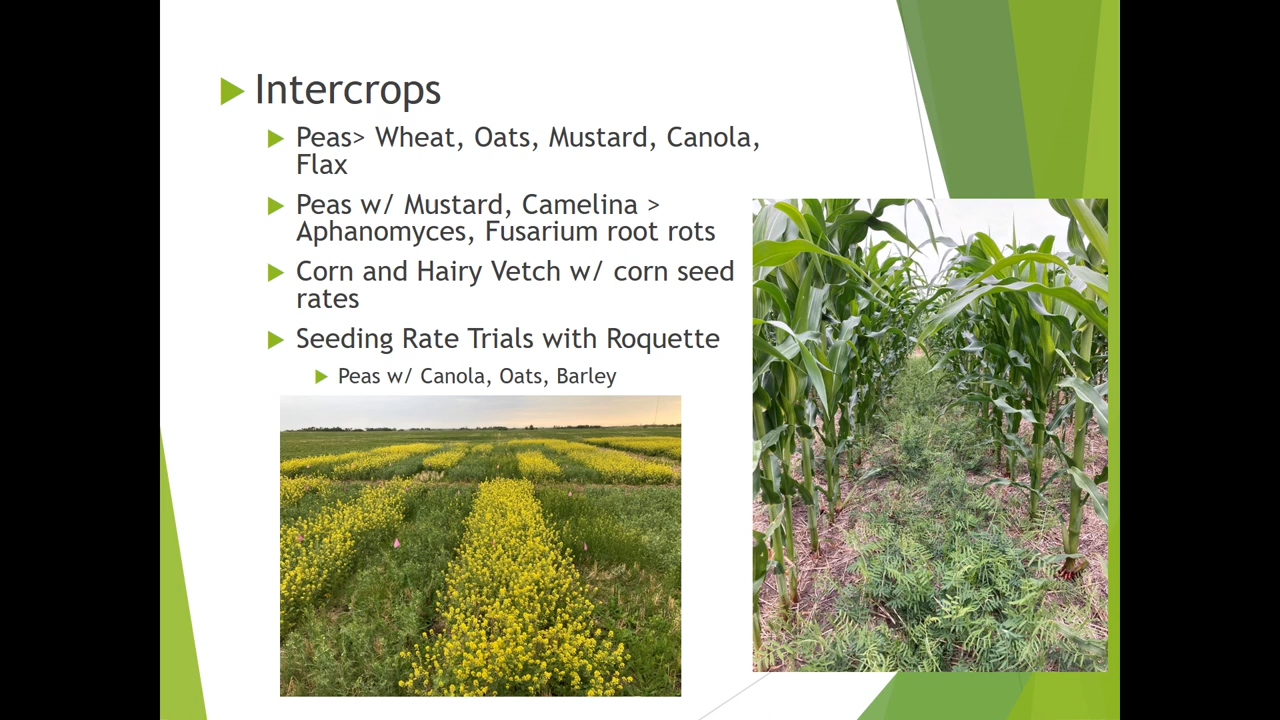 Intercrops
Peas> Wheat, Oats, Mustard, Canola,
Flax
Peas w/ Mustard, Camelina >
Aphanomyces, Fusarium root rots
Corn and Hairy Vetch w/ corn seed
rates
Seeding Rate Trials with Roquette
Peas w/ Canola, Oats, Barley